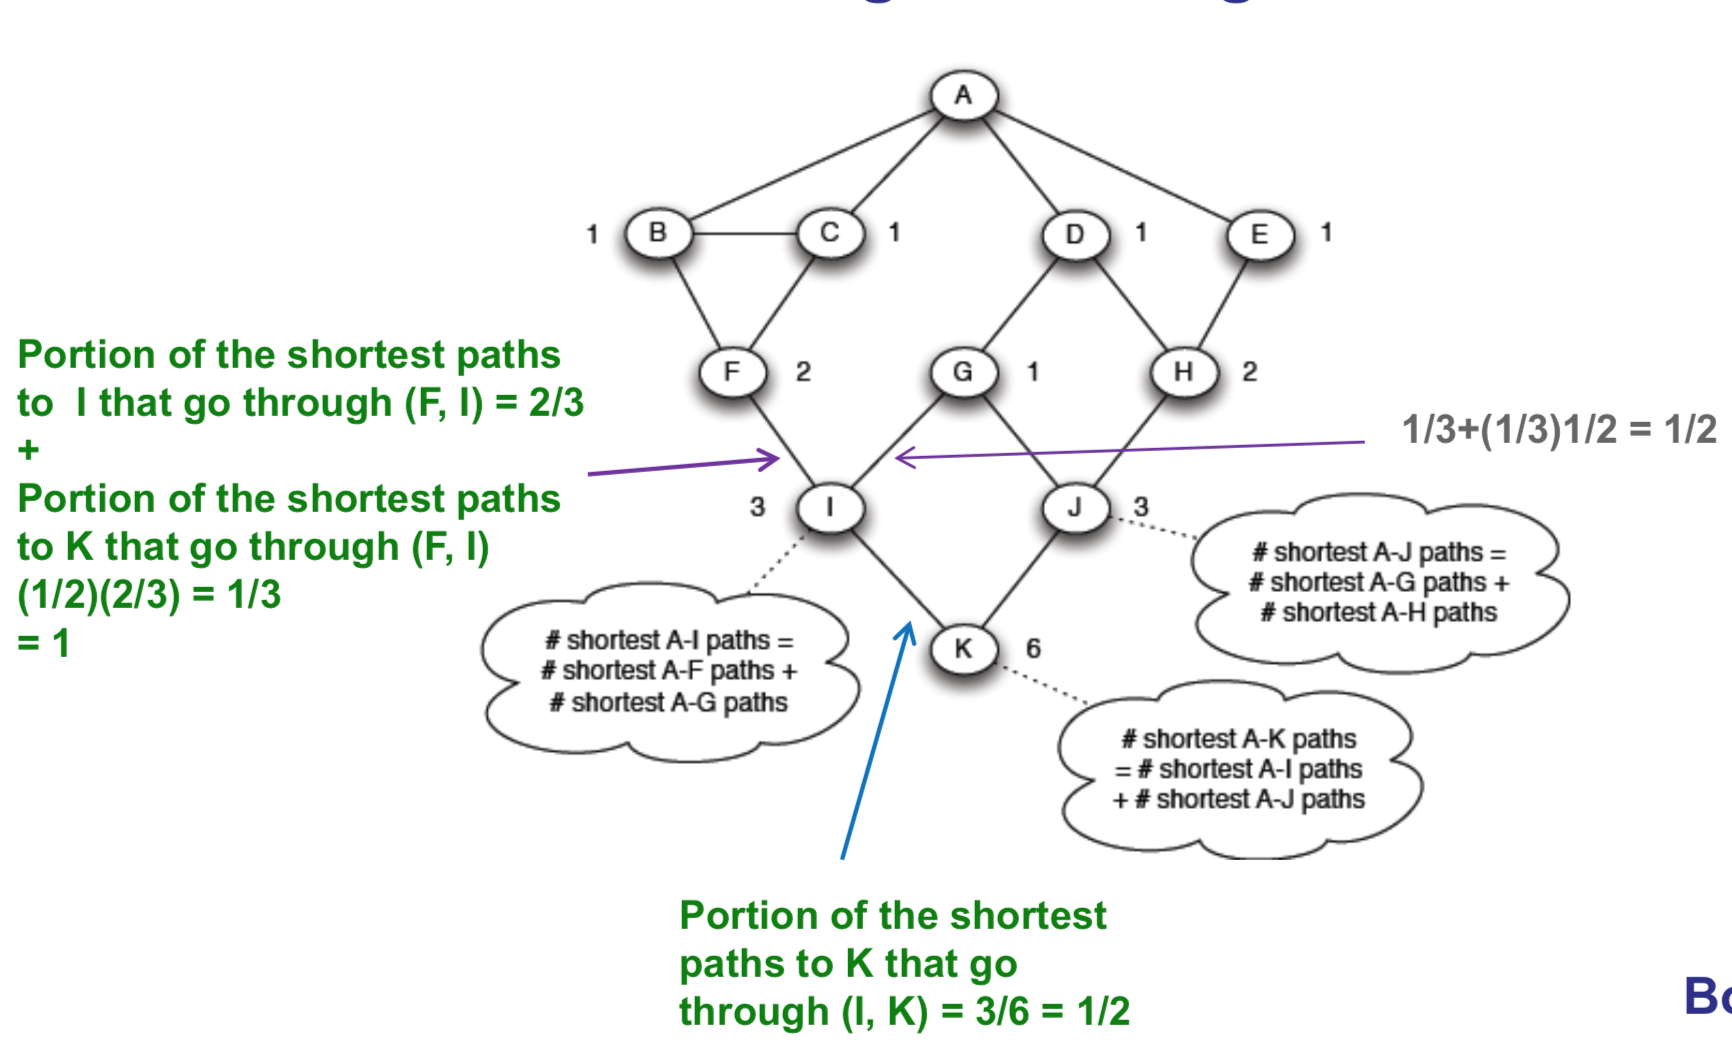 A
1 B C 1 D 1 E 1
Portion of the shortest paths
to I that go through (F, I) = 2/3
+
Portion of the shortest paths
to K that go through (F, I)
(1/2)(2/3) = 1/3
= 1
F 2 G 1 H 2
1/3+(1/3)1/2 = 1/2
3 I J 3
# shortest A-J paths =
# shortest A-G paths +
# shortest A-H paths
# shortest A-I paths =
# shortest A-F paths +
# shortest A-G paths
K 6
# shortest A-K paths
= # shortest A-I paths
+ # shortest A-J paths
Portion of the shortest
paths to K that go
through (I, K) = 3/6 = 1/2